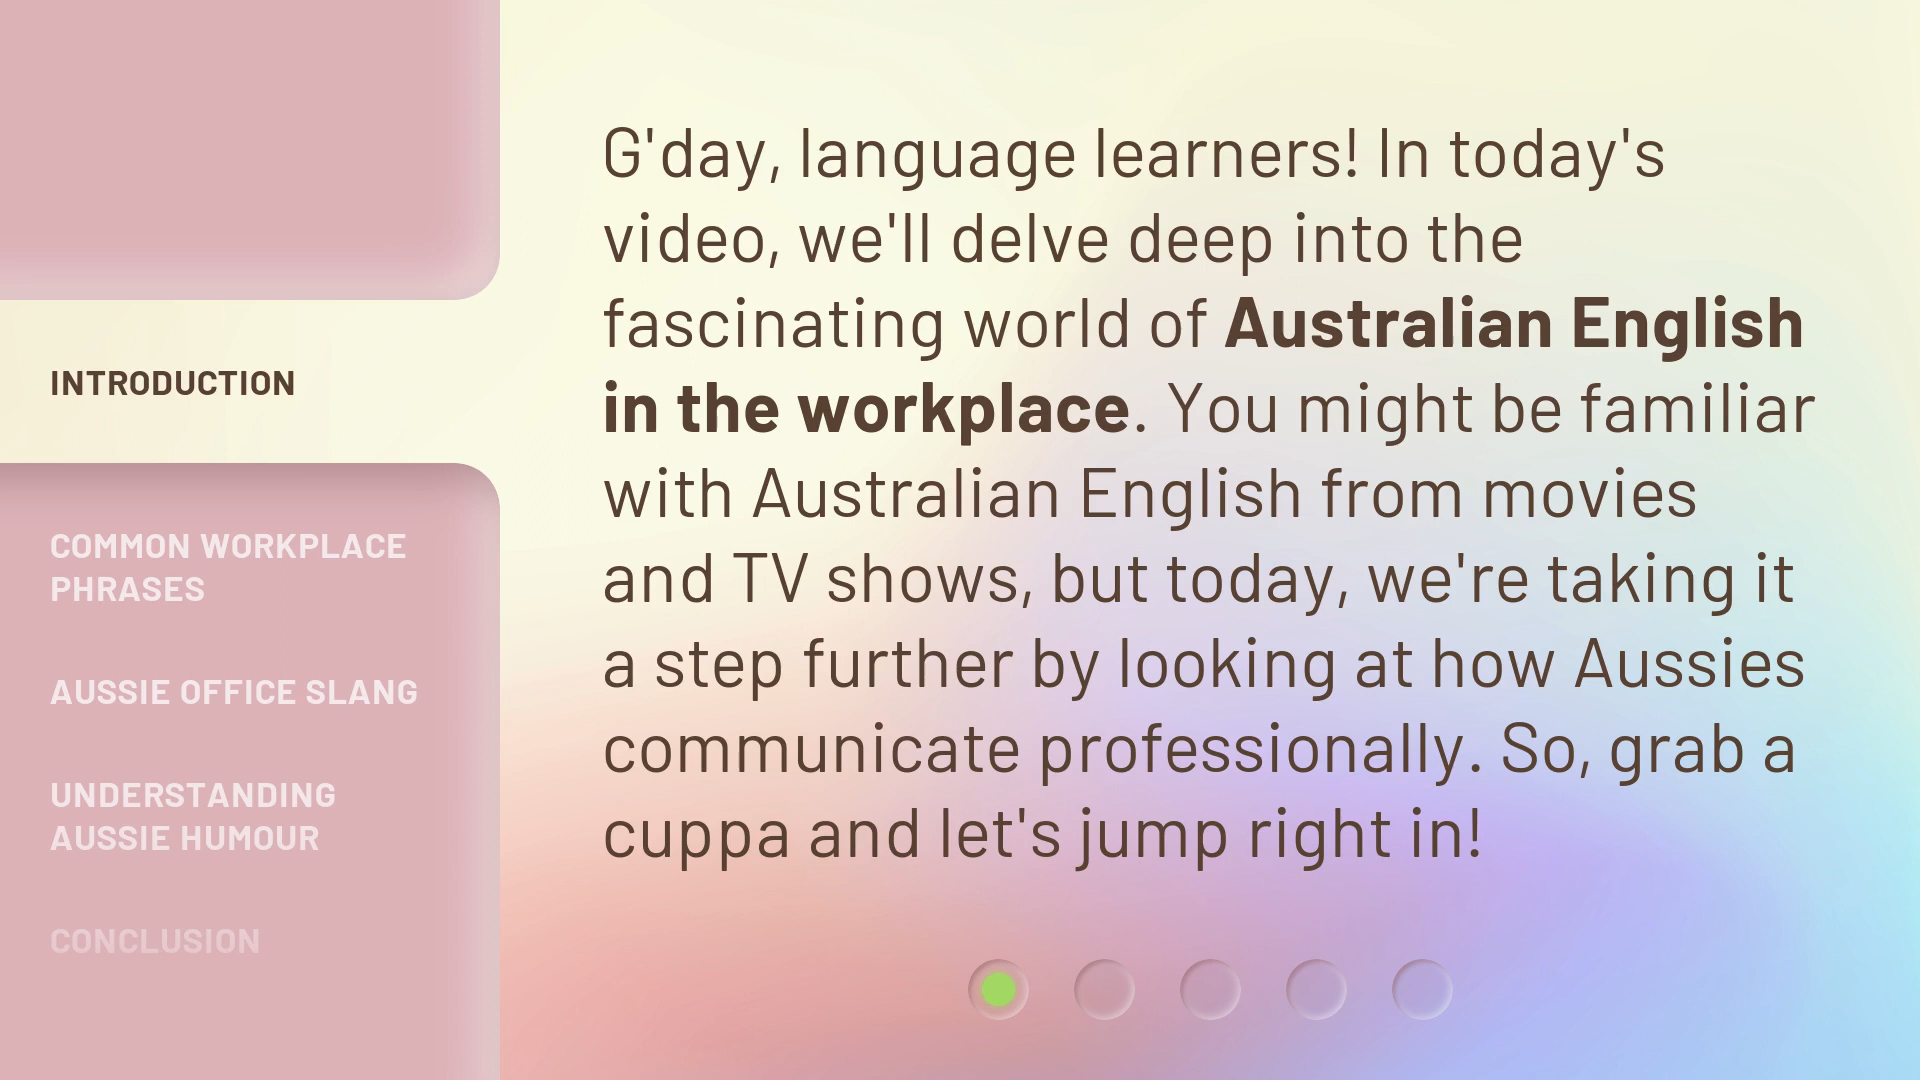 INTRODUCTION
COMMON WORKPLACE
PHRASES
AUSSIE OFFICE SLANG
UNDERSTANDING
AUSSIE HUMOUR
CONCLUSION
G'day, language learners! In today's
video, we'll delve deep into the
fascinating world of Australian English
in the workplace. You might be familiar
with Australian English from movies
and TV shows, but today, we're taking it
a step further by looking at how Aussies
communicate professionally. So, grab a
cuppa and let's jump right in!